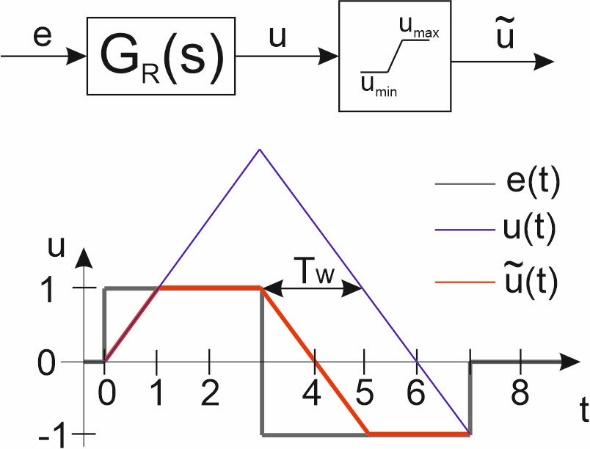 e G_R(s) u u_max u_min ũ
e(t)
u(t)
ũ(t)
u
1 T_w
0
0 1 2 4 5 6 8
-1 t